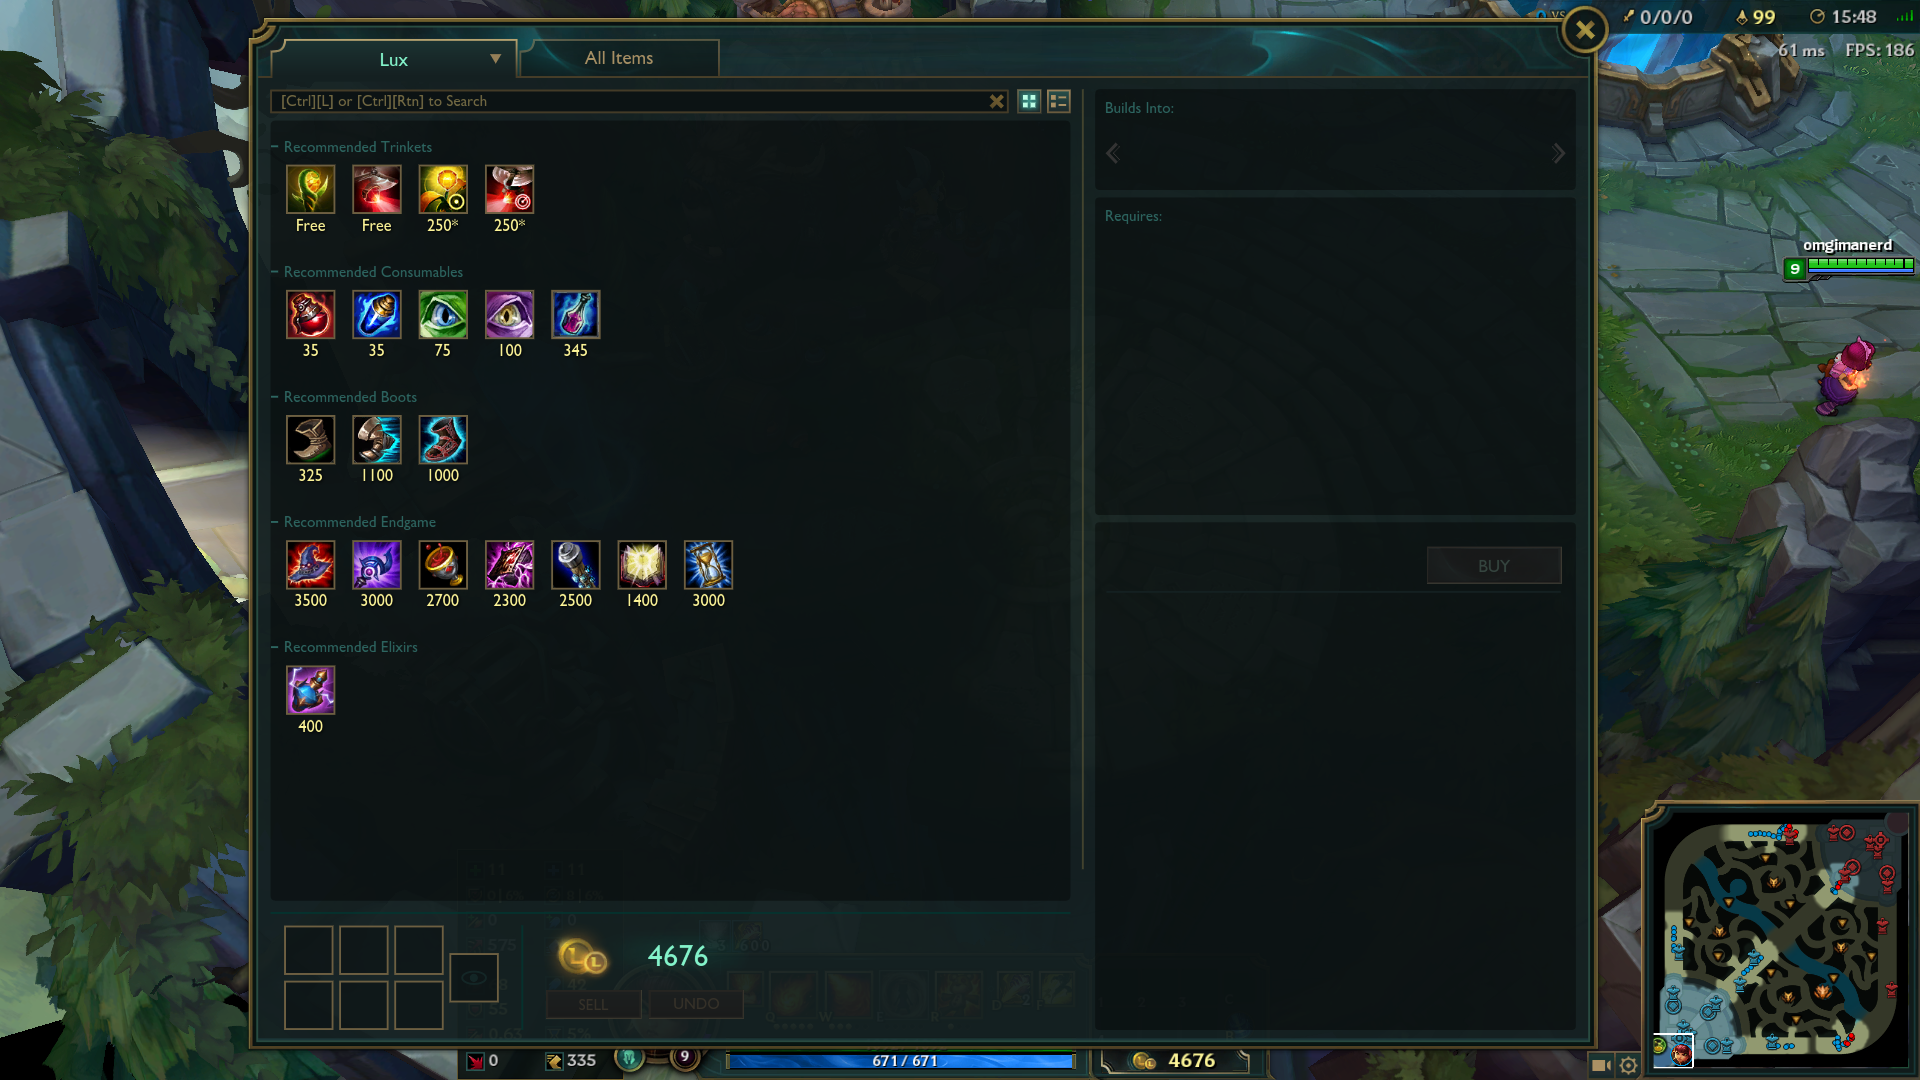 Lux
All Items
VS
0/0/0
99
15:48
61 ms
FPS: 186
[Ctrl][L] or [Ctrl][Rtn] to Search
Builds Into:
Requires:
Recommended Trinkets
Free
Free
250*
250*
omgimanerd
9
Recommended Consumables
35
35
75
100
345
Recommended Boots
325
1100
1000
Recommended Endgame
3500
3000
2700
2300
2500
1400
3000
BUY
Recommended Elixirs
400
4676
SELL
UNDO
0
335
9
671 / 671
4676